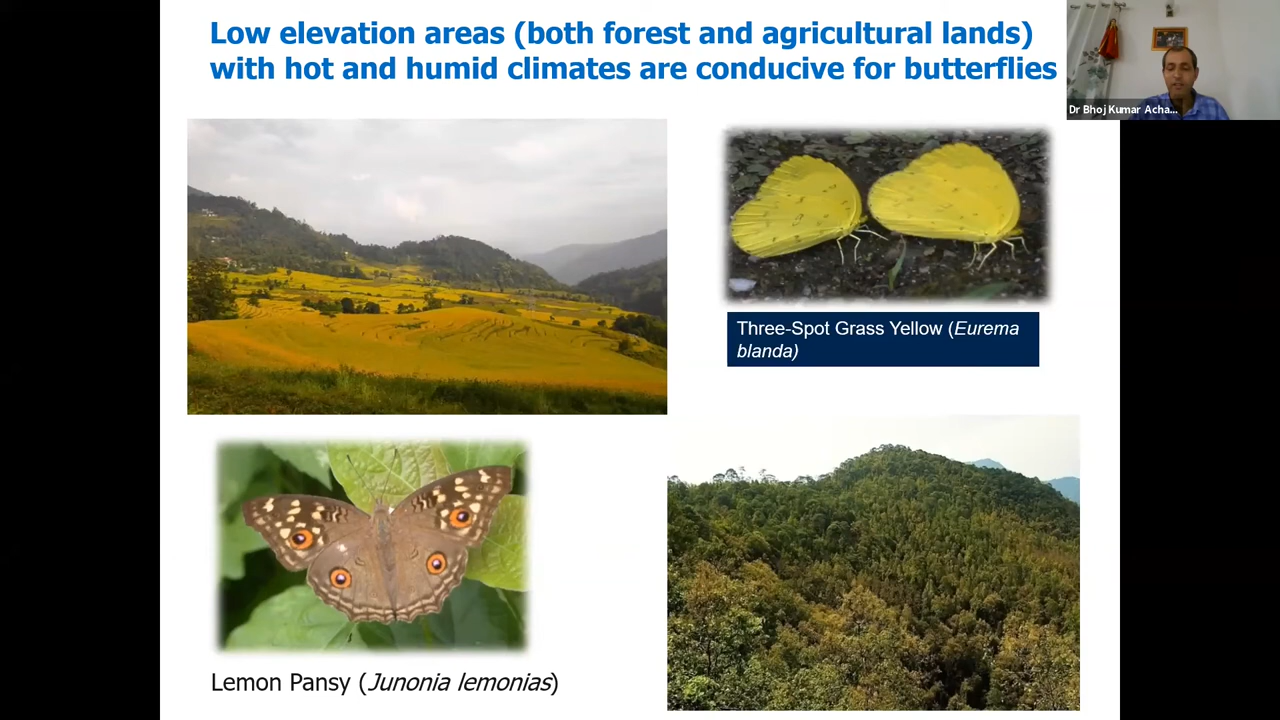 Low elevation areas (both forest and agricultural lands)
with hot and humid climates are conducive for butterflies
Dr Bhoj Kumar Acha...
Three-Spot Grass Yellow (Eurema
blanda)
Lemon Pansy (Junonia lemonias)